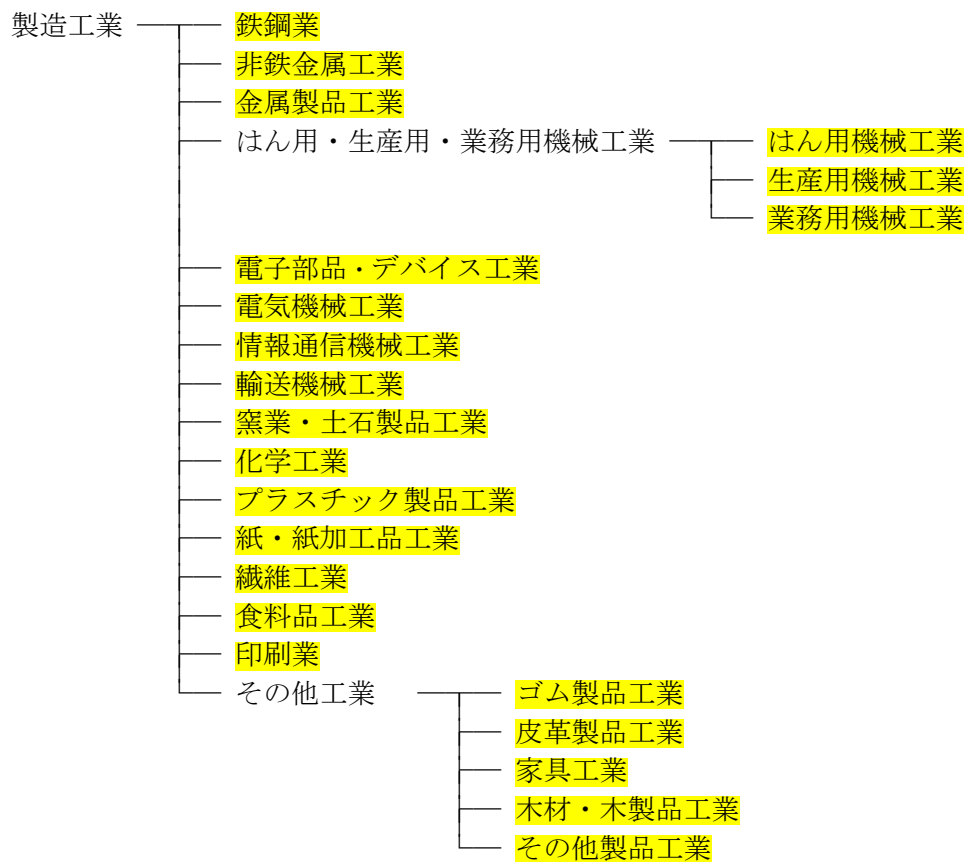 製造工業 鉄鋼業
非鉄金属工業
金属製品工業
はん用・生産用・業務用機械工業 はん用機械工業
生産用機械工業
業務用機械工業
電子部品・デバイス工業
電気機械工業
情報通信機械工業
輸送機械工業
窯業・土石製品工業
化学工業
プラスチック製品工業
紙・紙加工品工業
繊維工業
食料品工業
印刷業
その他工業 ゴム製品工業
皮革製品工業
家具工業
木材・木製品工業
その他製品工業